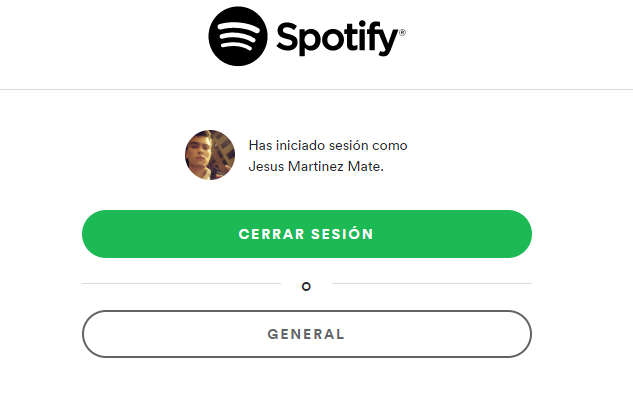 Spotify®
Has iniciado sesión como
Jesus Martinez Mate.
CERRAR SESIÓN
O
GENERAL